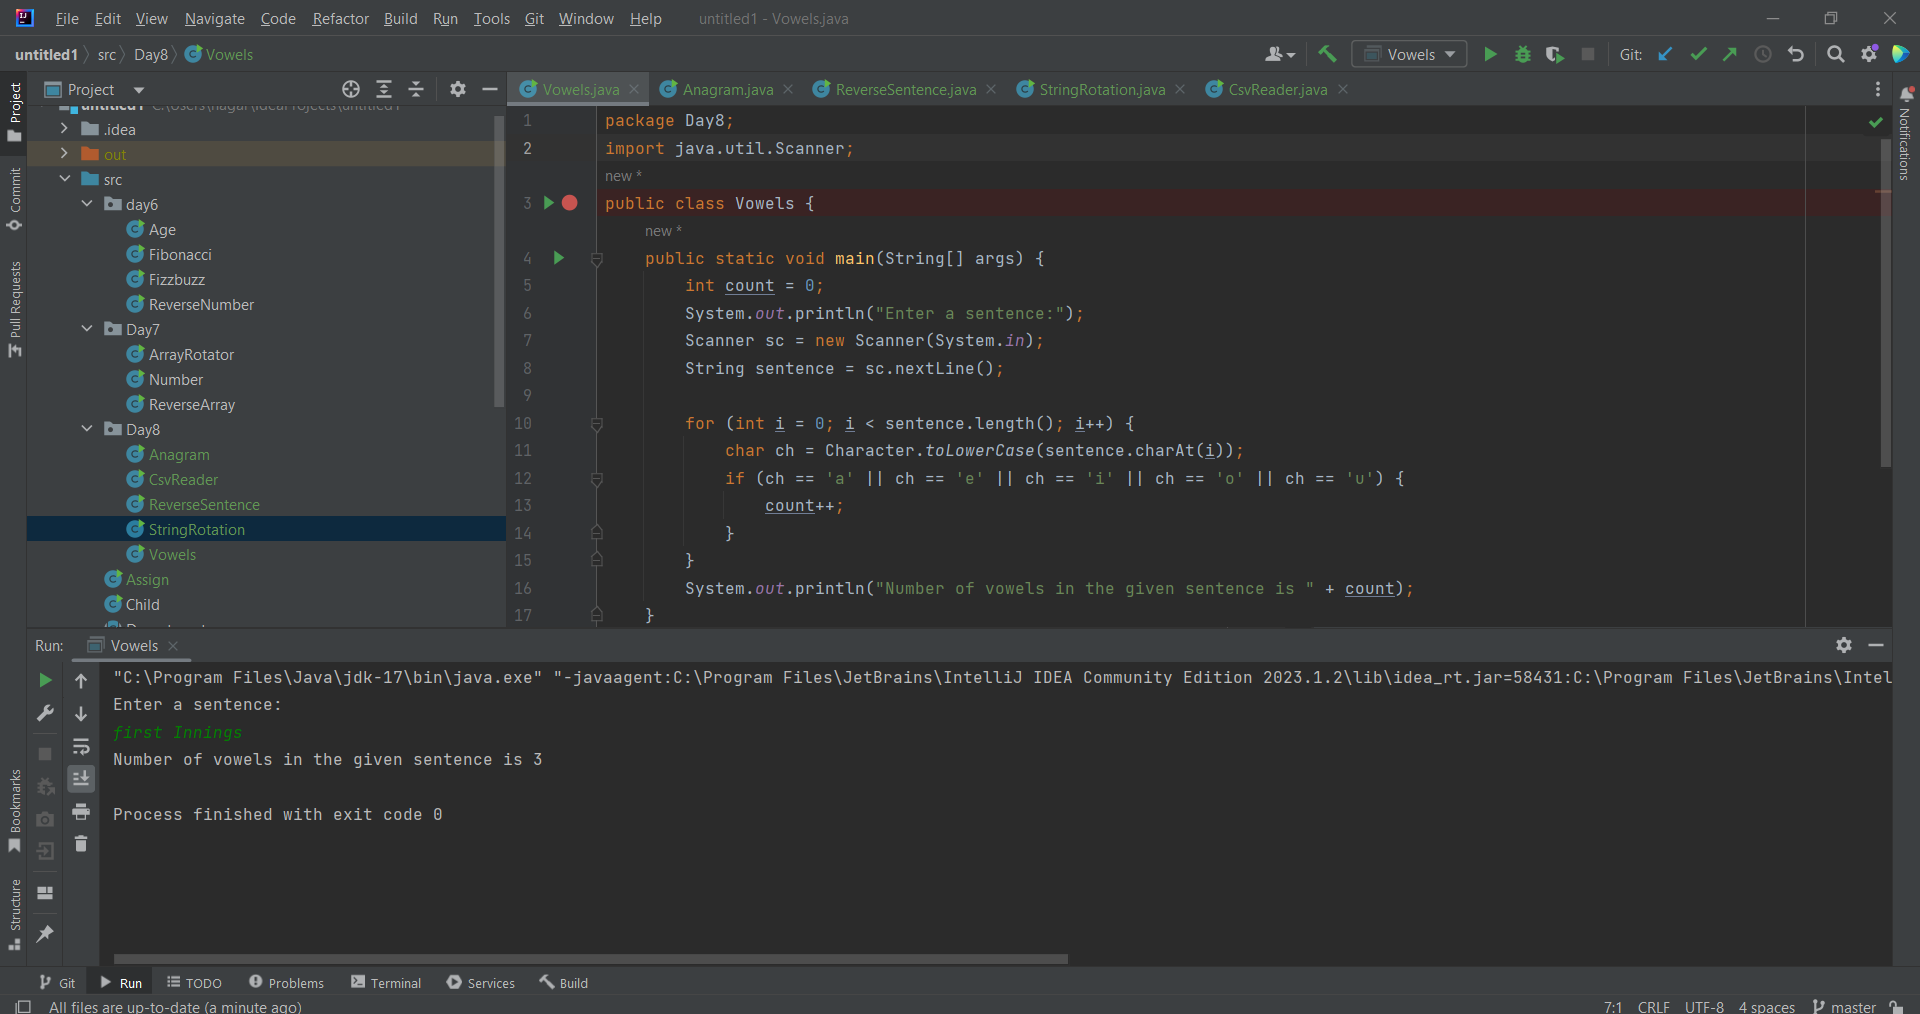 File Edit View Navigate Code Refactor Build Run Tools Git Window Help untitled1 - Vowels.java
untitled1 src Day8 Vowels
Vowels Git:
Project
Vowels.java Anagram.java ReverseSentence.java StringRotation.java CsvReader.java
Project
Commit
Pull Requests
Bookmarks
Structure
Notifications
untitled1 C:\Users\nagar\IdeaProjects\untitled1
.idea
out
src
day6
Age
Fibonacci
Fizzbuzz
ReverseNumber
Day7
ArrayRotator
Number
ReverseArray
Day8
Anagram
CsvReader
ReverseSentence
StringRotation
Vowels
Assign
Child
1 package Day8;
2 import java.util.Scanner;
new *
3 public class Vowels {
new *
4 public static void main(String[] args) {
5 int count = 0;
6 System.out.println("Enter a sentence:");
7 Scanner sc = new Scanner(System.in);
8 String sentence = sc.nextLine();
9
10 for (int i = 0; i < sentence.length(); i++) {
11 char ch = Character.toLowerCase(sentence.charAt(i));
12 if (ch == 'a' || ch == 'e' || ch == 'i' || ch == 'o' || ch == 'u') {
13 count++;
14 }
15 }
16 System.out.println("Number of vowels in the given sentence is " + count);
17 }
Run: Vowels
"C:\Program Files\Java\jdk-17\bin\java.exe" "-javaagent:C:\Program Files\JetBrains\IntelliJ IDEA Community Edition 2023.1.2\lib\idea_rt.jar=58431:C:\Program Files\JetBrains\Intel
Enter a sentence:
first Innings
Number of vowels in the given sentence is 3
Process finished with exit code 0
Git Run TODO Problems Terminal Services Build
All files are up-to-date (a minute ago) 7:1 CRLF UTF-8 4 spaces master